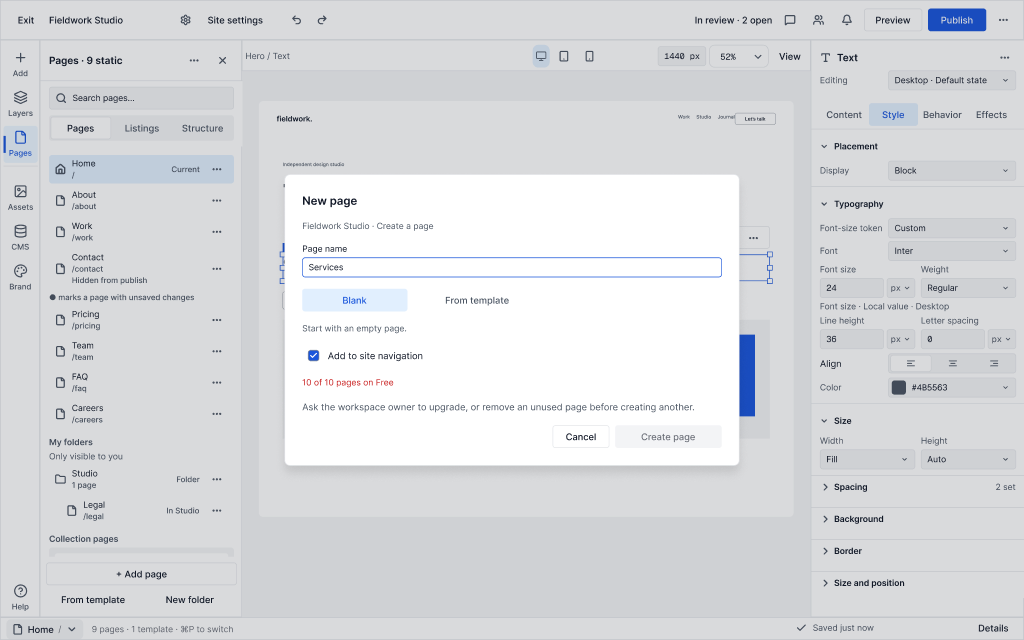 Exit
Fieldwork Studio
Site settings
In review · 2 open
Preview
Publish
Add
Layers
Pages
Assets
CMS
Brand
Help
Pages · 9 static
Search pages...
Pages
Listings
Structure
Home
/
Current
About
/about
Work
/work
Contact
/contact
Hidden from publish
marks a page with unsaved changes
Pricing
/pricing
Team
/team
FAQ
/faq
Careers
/careers
My folders
Only visible to you
Studio
1 page
Folder
Legal
/legal
In Studio
Collection pages
+ Add page
From template
New folder
Hero / Text
1440 px
52%
View
fieldwork.
Work
Studio
Journal
Let's talk
Independent design studio
New page
Fieldwork Studio · Create a page
Page name
Services
Blank
From template
Start with an empty page.
Add to site navigation
10 of 10 pages on Free
Ask the workspace owner to upgrade, or remove an unused page before creating another.
Cancel
Create page
Text
Editing
Desktop · Default state
Content
Style
Behavior
Effects
Placement
Display
Block
Typography
Font-size token
Custom
Font
Inter
Font size
Weight
24
px
Regular
Font size · Local value · Desktop
Line height
Letter spacing
36
px
0
px
Align
Color
#4B5563
Size
Width
Height
Fill
Auto
Spacing
2 set
Background
Border
Size and position
Home /
9 pages · 1 template · ⌘P to switch
Saved just now
Details